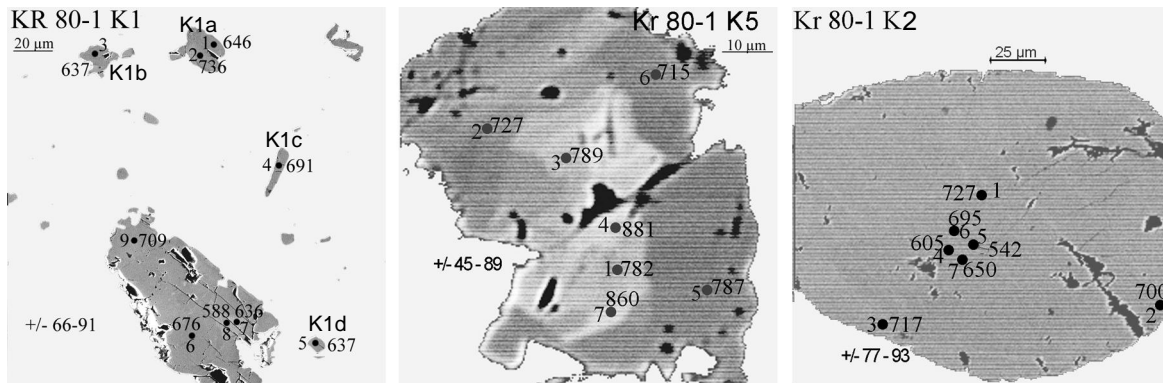 KR 80-1 K1
20 µm
K1a
3
1 646
2
736
637 K1b
K1c
4 691
9 709
588 636
8 7
676
6
+/- 66-91
K1d
5 637
Kr 80-1 K5
10 µm
6 715
2 727
3 789
4 881
+/- 45 - 89
1 782
5 787
860
7
Kr 80-1 K2
25 µm
727 1
695
6 5
605 542
4 7 650
700
2
3 717
+/- 77 - 93